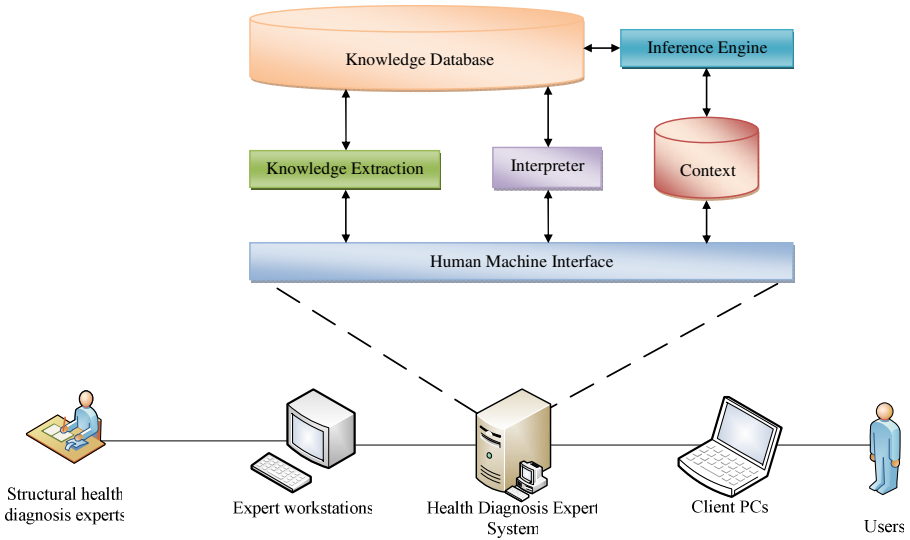 Knowledge Database
Inference Engine
Knowledge Extraction
Interpreter
Context
Human Machine Interface
Structural health
diagnosis experts
Expert workstations
Health Diagnosis Expert
System
Client PCs
Users